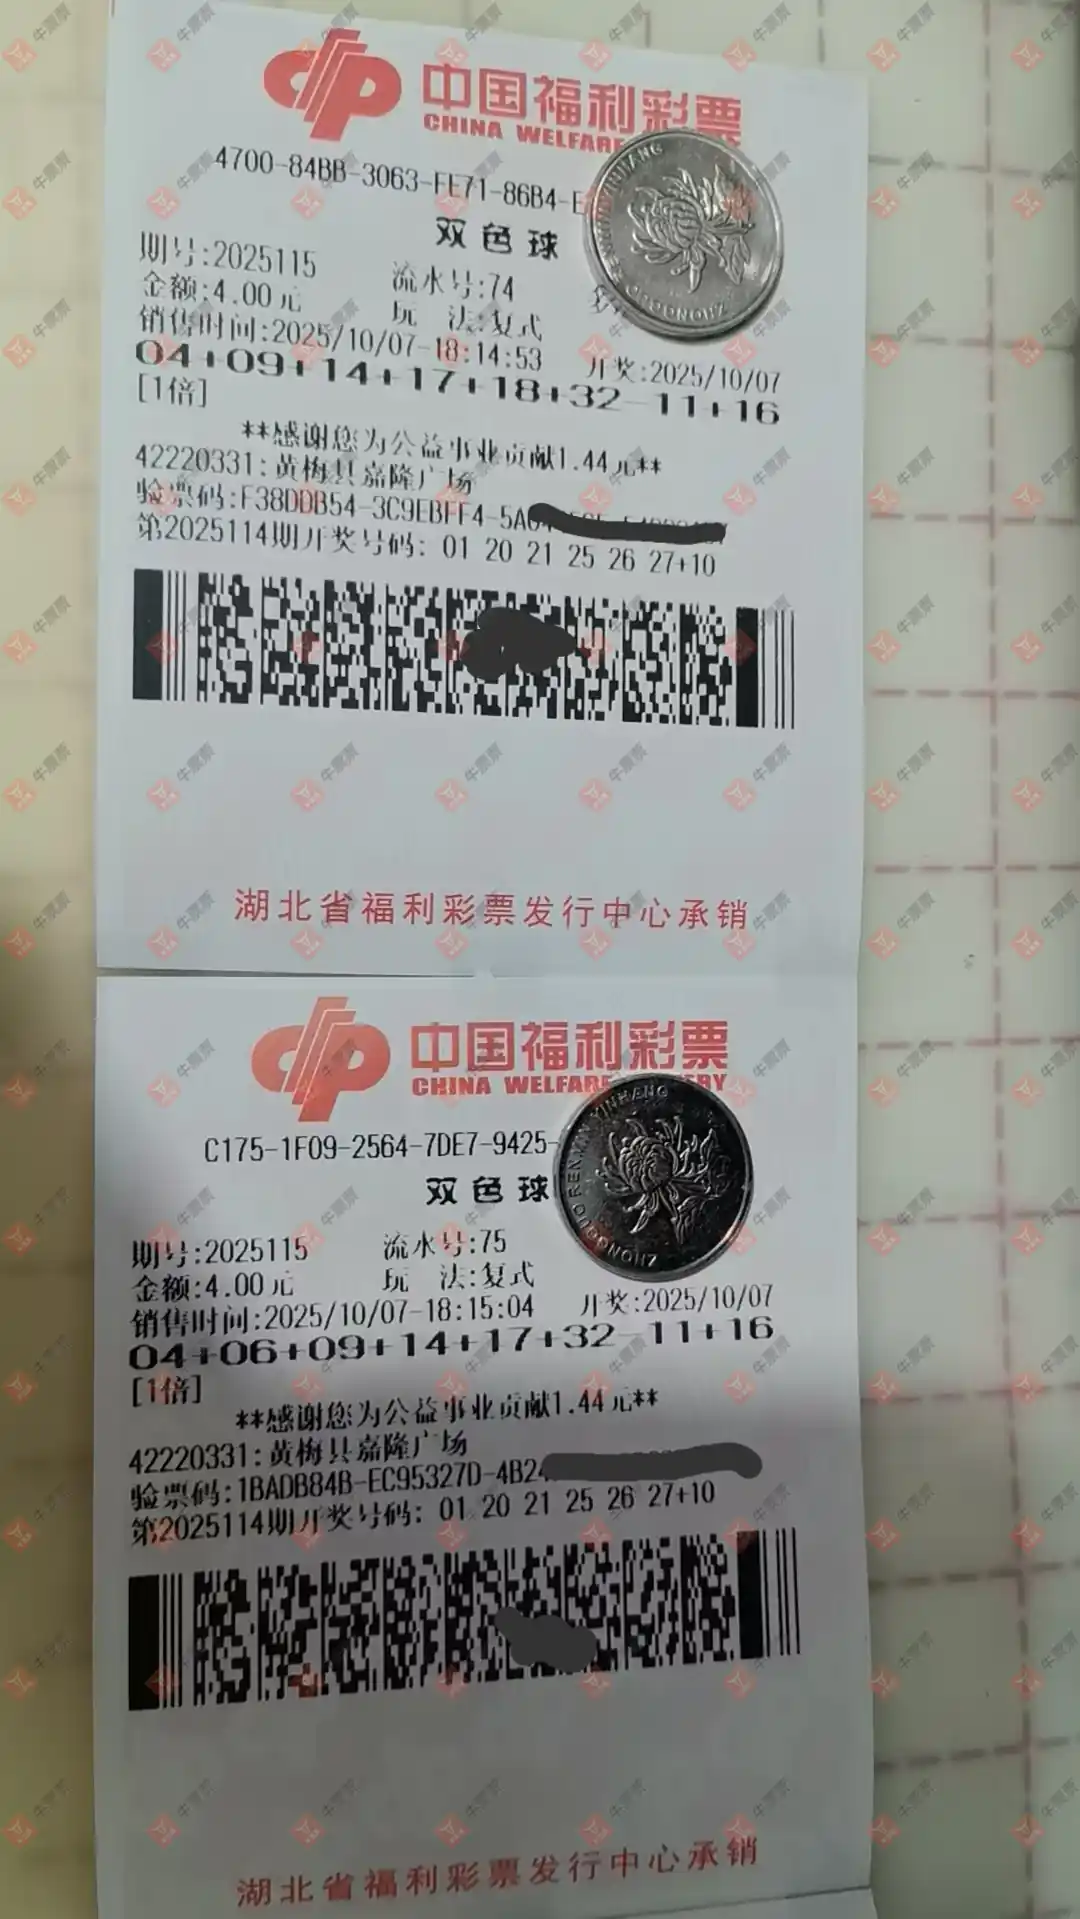 中国福利彩票
CHINA WELFARE
4700-84BB-3063-FE71-86B4-E
双色球
期号:2025115 流水号:74
金额:4.00元 玩 法:复式
销售时间:2025/10/07-18:14:53 开奖:2025/10/07
04+09+14+17+18+32-11+16
[1倍]
**感谢您为公益事业贡献1.44元**
42220331:黄梅县嘉隆广场
验票码:F38DDB54-3C9EBFF4-5A
第2025114期开奖号码: 01 20 21 25 26 27+10
湖北省福利彩票发行中心承销
中国福利彩票
CHINA WELFARE RY
C175-1F09-2564-7DE7-9425-
双色球
期号:2025115 流水号:75
金额:4.00元 玩 法:复式
销售时间:2025/10/07-18:15:04 开奖:2025/10/07
04+06+09+14+17+32-11+16
[1倍]
**感谢您为公益事业贡献1.44元**
42220331:黄梅县嘉隆广场
验票码:1BADB84B-EC95327D-4B24
第2025114期开奖号码: 01 20 21 25 26 27+10
湖北省福利彩票发行中心承销
牛票票